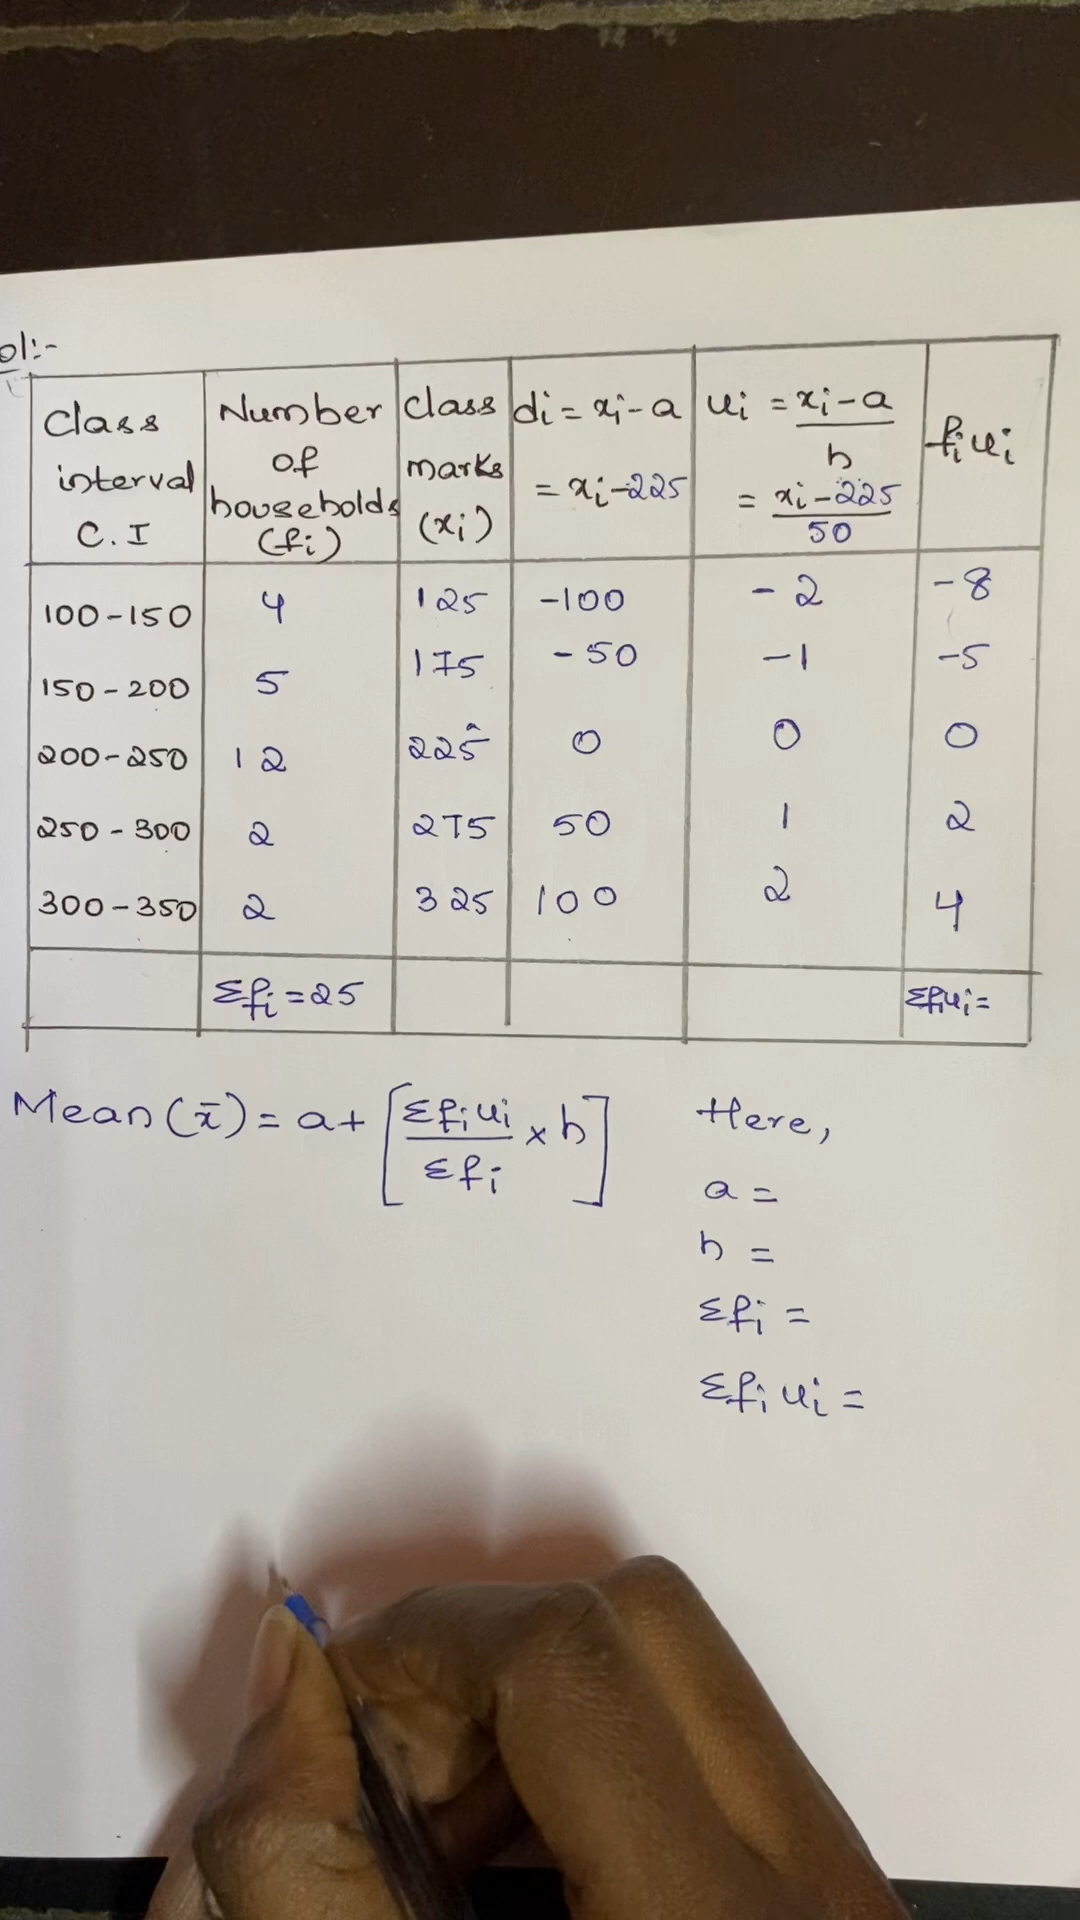 ol:-
Class interval C.I | Number of households (fi) | Class marks (xi) | di = xi-a = xi-225 | ui = xi-a/h = xi-225/50 | fiui
100-150 | 4 | 125 | -100 | -2 | -8
150-200 | 5 | 175 | -50 | -1 | -5
200-250 | 12 | 225 a | 0 | 0 | 0
250-300 | 2 | 275 | 50 | 1 | 2
300-350 | 2 | 325 | 100 | 2 | 4
Σfi = 25 | Σfiui =
Mean (x̄) = a + [Σfiui/Σfi × h]
Here,
a =
h =
Σfi =
Σfiui =